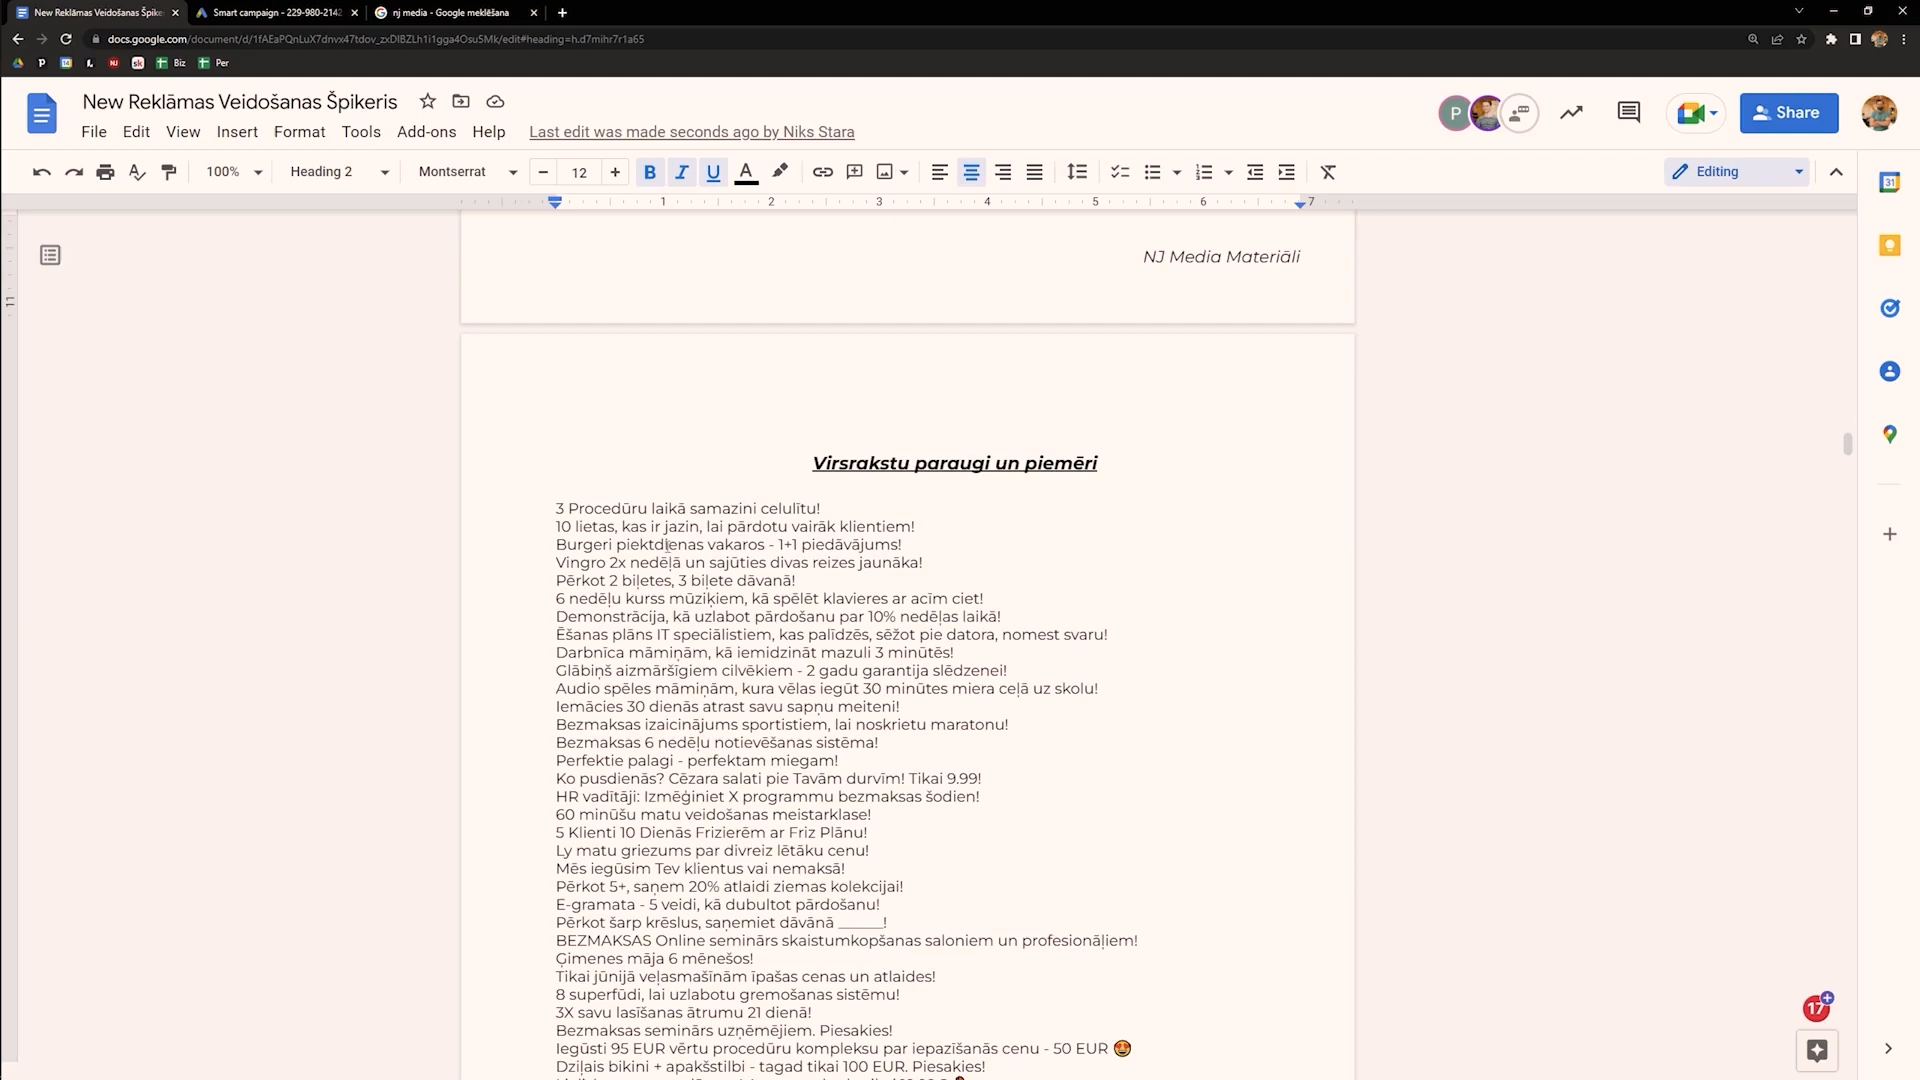 New Reklāmas Veidošanas Špike
Smart campaign - 229-980-2142
nj media - Google meklēšana
docs.google.com/document/d/1fAEaPQnLuX7dnvx47tdov_zxDlBZLh1i1gga4Osu5Mk/edit#heading=h.d7mihr7r1a65
Biz
Per
New Reklāmas Veidošanas Špikeris
File Edit View Insert Format Tools Add-ons Help Last edit was made seconds ago by Niks Stara
P
Share
100% Heading 2 Montserrat 12 B I U A Editing
31
1 2 3 4 5 6 7
11
NJ Media Materiāli
Virsrakstu paraugi un piemēri
3 Procedūru laikā samazini celulītu!
10 lietas, kas ir jazin, lai pārdotu vairāk klientiem!
Burgeri piektdienas vakaros - 1+1 piedāvājums!
Vingro 2x nedēļā un sajūties divas reizes jaunāka!
Pērkot 2 biļetes, 3 biļete dāvanā!
6 nedēļu kurss mūziķiem, kā spēlēt klavieres ar acīm ciet!
Demonstrācija, kā uzlabot pārdošanu par 10% nedēļas laikā!
Ēšanas plāns IT speciālistiem, kas palīdzēs, sēžot pie datora, nomest svaru!
Darbnīca māmiņām, kā iemidzināt mazuli 3 minūtēs!
Glābiņš aizmāršīgiem cilvēkiem - 2 gadu garantija slēdzenei!
Audio spēles māmiņām, kura vēlas iegūt 30 minūtes miera ceļā uz skolu!
Iemācies 30 dienās atrast savu sapņu meiteni!
Bezmaksas izaicinājums sportistiem, lai noskrietu maratonu!
Bezmaksas 6 nedēļu notievēšanas sistēma!
Perfektie palagi - perfektam miegam!
Ko pusdienās? Cēzara salati pie Tavām durvīm! Tikai 9.99!
HR vadītāji: Izmēģiniet X programmu bezmaksas šodien!
60 minūšu matu veidošanas meistarklase!
5 Klienti 10 Dienās Frizierēm ar Friz Plānu!
Ly matu griezums par divreiz lētāku cenu!
Mēs iegūsim Tev klientus vai nemaksā!
Pērkot 5+, saņem 20% atlaidi ziemas kolekcijai!
E-gramata - 5 veidi, kā dubultot pārdošanu!
Pērkot šarp krēslus, saņemiet dāvānā ______!
BEZMAKSAS Online seminārs skaistumkopšanas saloniem un profesionāļiem!
Ģimenes māja 6 mēnešos!
Tikai jūnijā veļasmašīnām īpašas cenas un atlaides!
8 superfūdi, lai uzlabotu gremošanas sistēmu!
3X savu lasīšanas ātrumu 21 dienā!
Bezmaksas seminārs uzņēmējiem. Piesakies!
Iegūsti 95 EUR vērtu procedūru kompleksu par iepazīšanās cenu - 50 EUR 😍
Dziļais bikini + apakšstilbi - tagad tikai 100 EUR. Piesakies!
17